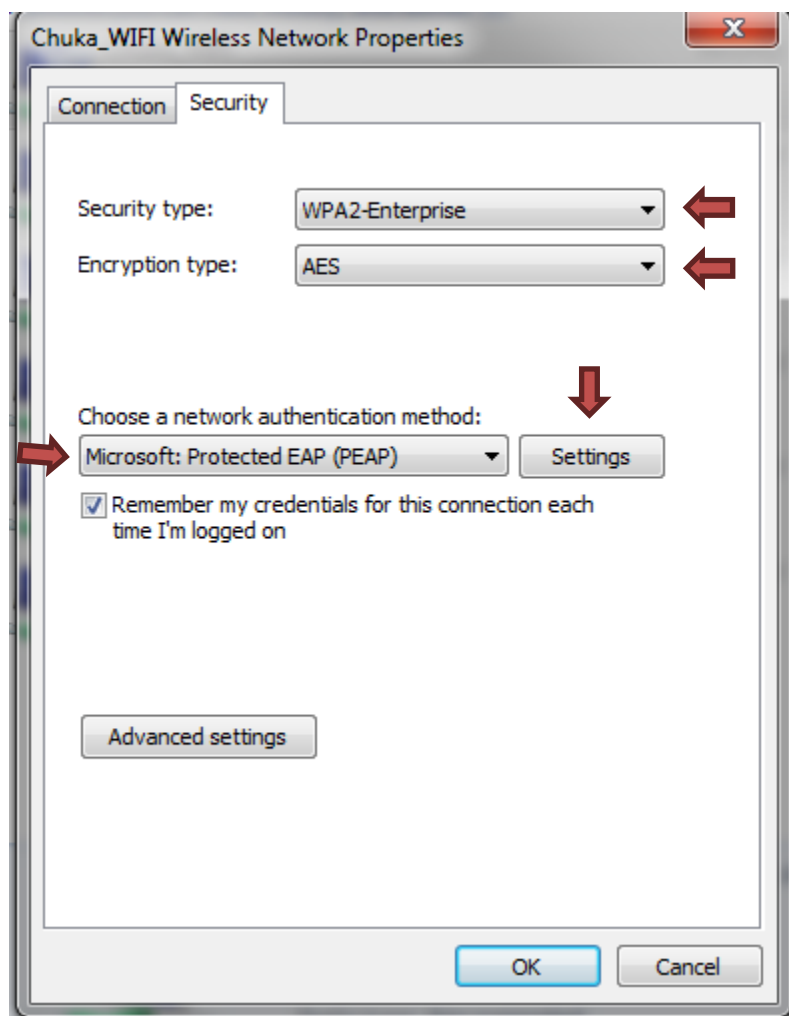 Chuka_WIFI Wireless Network Properties
Connection Security
Security type: WPA2-Enterprise
Encryption type: AES
Choose a network authentication method:
Microsoft: Protected EAP (PEAP) Settings
Remember my credentials for this connection each
time I'm logged on
Advanced settings
OK Cancel